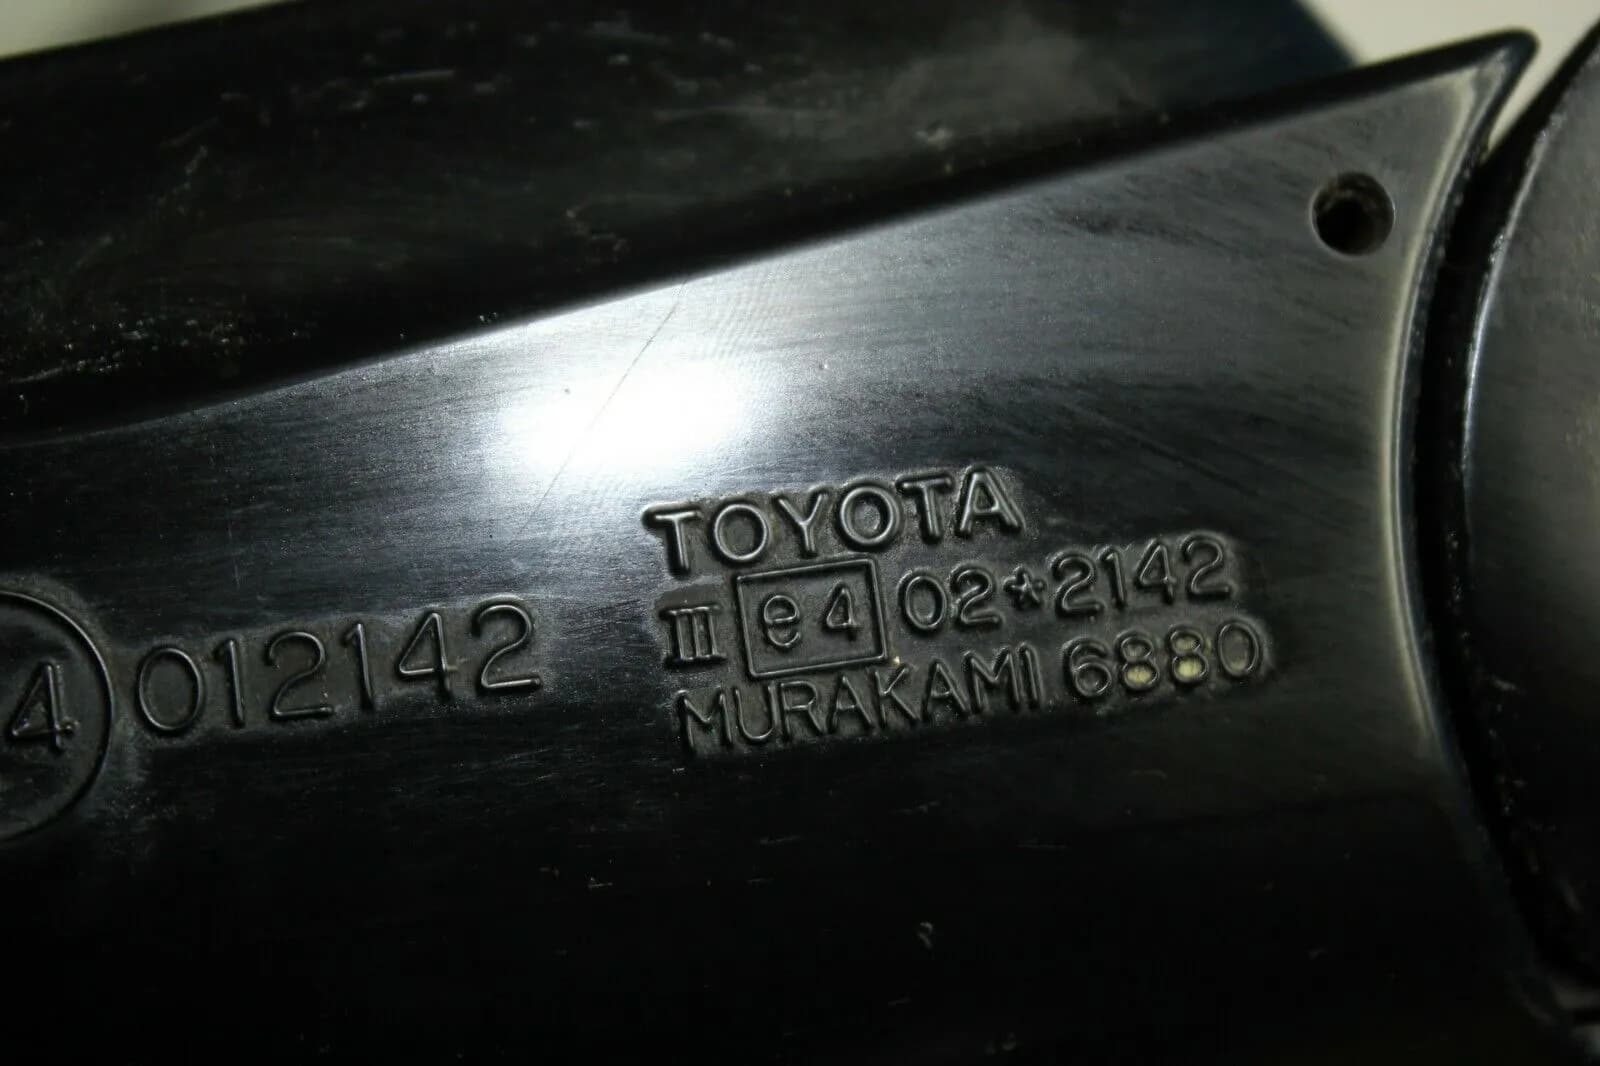 TOYOTA
III e4 02*2142
MURAKAMI 6880
4 012142